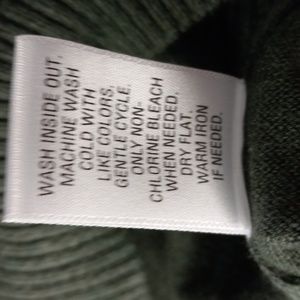 WASH INSIDE OUT.
MACHINE WASH
COLD WITH
LIKE COLORS,
GENTLE CYCLE.
ONLY NON-
CHLORINE BLEACH
WHEN NEEDED.
DRY FLAT.
WARM IRON
IF NEEDED.